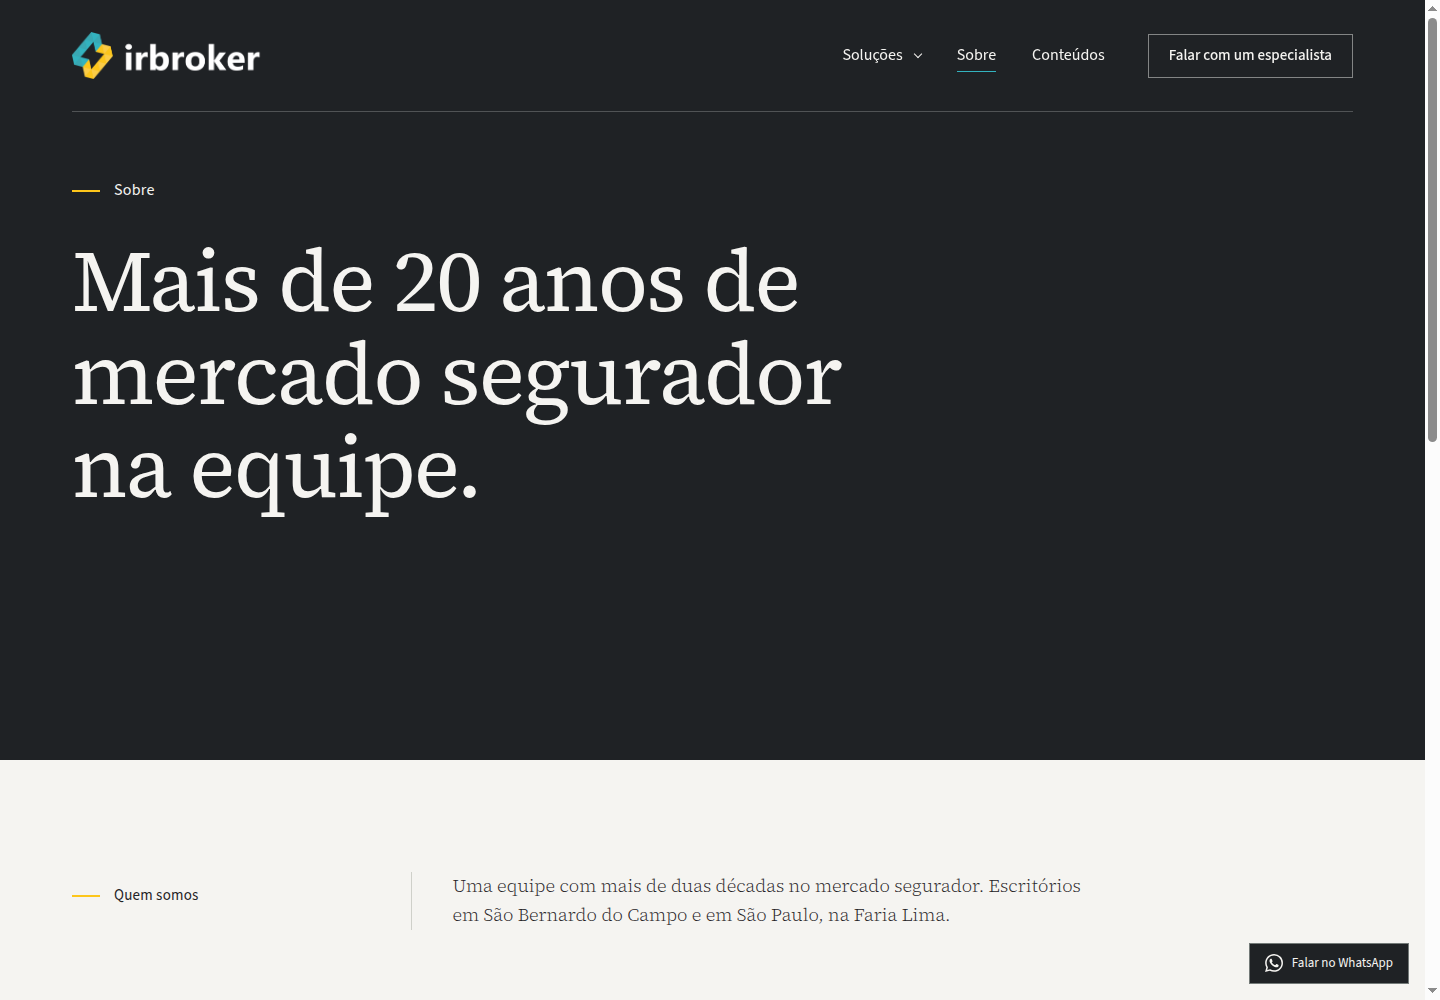 irbroker
Soluções
Sobre
Conteúdos
Falar com um especialista
Sobre
Mais de 20 anos de
mercado segurador
na equipe.
Quem somos
Uma equipe com mais de duas décadas no mercado segurador. Escritórios
em São Bernardo do Campo e em São Paulo, na Faria Lima.
Falar no WhatsApp